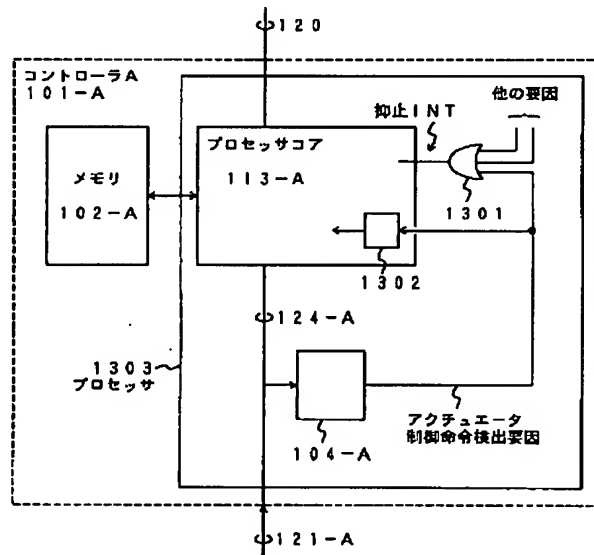 120
コントローラA
101-A
他の要因
抑止INT
プロセッサコア
113-A
メモリ
102-A
1301
1302
124-A
1303
プロセッサ
104-A
アクチュエータ
制御命令検出要因
121-A